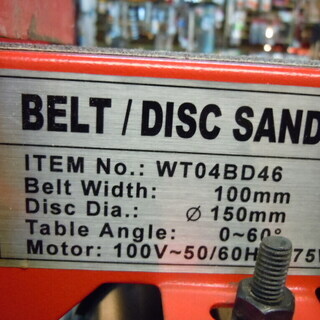 BELT / DISC SAND
ITEM No.: WT04BD46
Belt Width: 100mm
Disc Dia.: Ø 150mm
Table Angle: 0~60°
Motor: 100V~50/60H 75